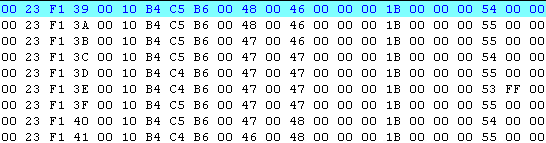 00 23 F1 39 00 10 B4 C5 B6 00 48 00 46 00 00 00 1B 00 00 00 54 00 00
00 23 F1 3A 00 10 B4 C5 B6 00 48 00 46 00 00 00 1B 00 00 00 55 00 00
00 23 F1 3B 00 10 B4 C5 B6 00 47 00 46 00 00 00 1B 00 00 00 55 00 00
00 23 F1 3C 00 10 B4 C5 B6 00 47 00 47 00 00 00 1B 00 00 00 54 00 00
00 23 F1 3D 00 10 B4 C4 B6 00 47 00 47 00 00 00 1B 00 00 00 55 00 00
00 23 F1 3E 00 10 B4 C4 B6 00 47 00 47 00 00 00 1B 00 00 00 53 FF 00
00 23 F1 3F 00 10 B4 C5 B6 00 47 00 47 00 00 00 1B 00 00 00 55 00 00
00 23 F1 40 00 10 B4 C5 B6 00 47 00 48 00 00 00 1B 00 00 00 54 00 00
00 23 F1 41 00 10 B4 C4 B6 00 46 00 48 00 00 00 1B 00 00 00 55 00 00